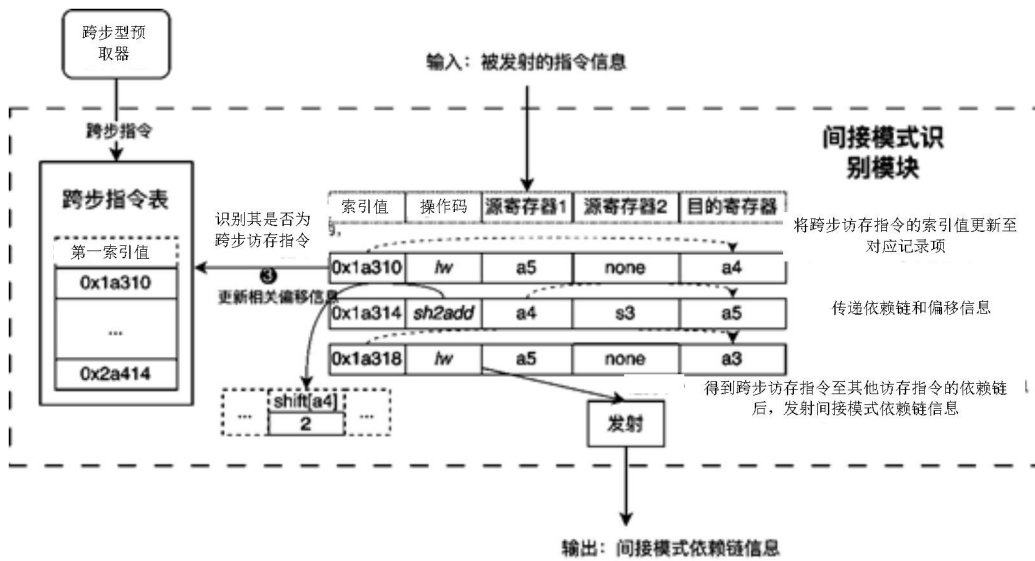 跨步型预
取器
输入：被发射的指令信息
跨步指令
间接模式识
别模块
跨步指令表
第一索引值
0x1a310
...
0x2a414
识别其是否为
跨步访存指令
❸
更新相关偏移信息
索引值 操作码 源寄存器1 源寄存器2 目的寄存器
0x1a310 lw a5 none a4
0x1a314 sh2add a4 s3 a5
0x1a318 lw a5 none a3
将跨步访存指令的索引值更新至
对应记录项
传递依赖链和偏移信息
得到跨步访存指令至其他访存指令的依赖链
后，发射间接模式依赖链信息
... shift[a4] ...
2
发射
输出：间接模式依赖链信息